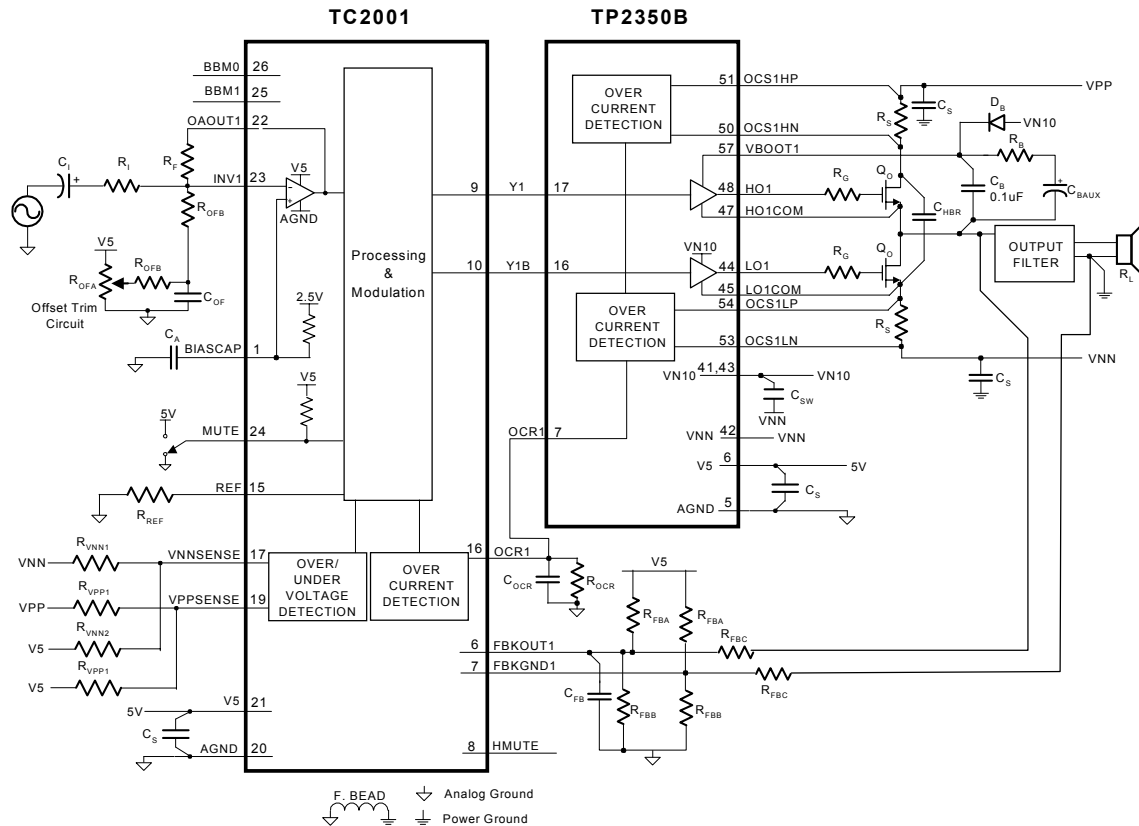 TC2001
TP2350B
BBM0 26
BBM1 25
OAOUT1 22
INV1 23
C_I
R_I
R_F
R_OFB
V5
R_OFB
R_OFA
C_OF
Offset Trim
Circuit
V5
AGND
2.5V
C_A
BIASCAP 1
V5
5V
MUTE 24
REF 15
R_REF
Processing
&
Modulation
R_VNN1
VNN
VNNSENSE 17
R_VPP1
VPP
VPPSENSE 19
R_VNN2
V5
R_VPP1
V5
OVER/
UNDER
VOLTAGE
DETECTION
OVER
CURRENT
DETECTION
5V
V5 21
C_S
AGND 20
9 Y1 17
10 Y1B 16
16 OCR1
6 FBKOUT1
7 FBKGND1
8 HMUTE
OVER
CURRENT
DETECTION
OVER
CURRENT
DETECTION
VN10
OCR1 7
51 OCS1HP
50 OCS1HN
57 VBOOT1
48 HO1
47 HO1COM
44 LO1
45 LO1COM
54 OCS1LP
53 OCS1LN
VN10 41,43
VN10
C_SW
VNN
VNN 42
VNN
V5 6
5V
C_S
AGND 5
R_S
C_S
VPP
D_B
VN10
R_B
C_B
0.1uF
C_BAUX
R_G
Q_O
C_HBR
R_G
Q_O
R_S
OUTPUT
FILTER
R_L
VNN
C_S
C_OCR
R_OCR
V5
R_FBA
R_FBA
R_FBC
R_FBC
C_FB
R_FBB
R_FBB
F. BEAD
Analog Ground
Power Ground